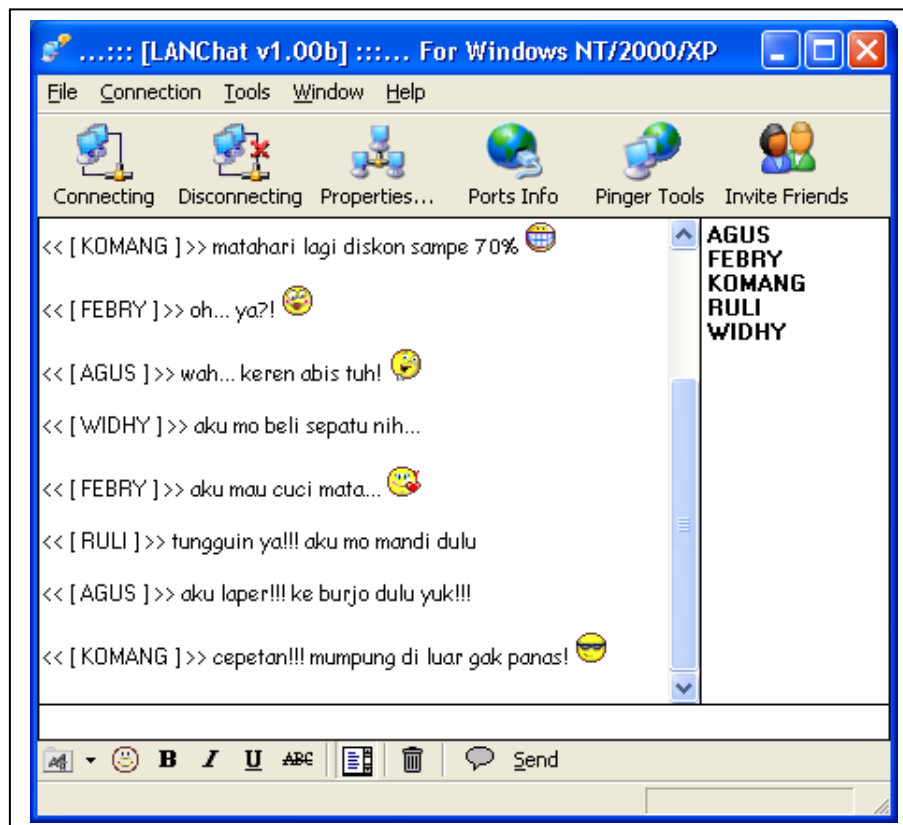 ...::: [LANChat v1.00b] :::... For Windows NT/2000/XP
File Connection Tools Window Help
Connecting Disconnecting Properties... Ports Info Pinger Tools Invite Friends
<< [ KOMANG ] >> matahari lagi diskon sampe 70%
<< [ FEBRY ] >> oh... ya?!
<< [ AGUS ] >> wah... keren abis tuh!
<< [ WIDHY ] >> aku mo beli sepatu nih...
<< [ FEBRY ] >> aku mau cuci mata...
<< [ RULI ] >> tungguin ya!!! aku mo mandi dulu
<< [ AGUS ] >> aku laper!!! ke burjo dulu yuk!!!
<< [ KOMANG ] >> cepetan!!! mumpung di luar gak panas!
AGUS
FEBRY
KOMANG
RULI
WIDHY
B I U ABC Send